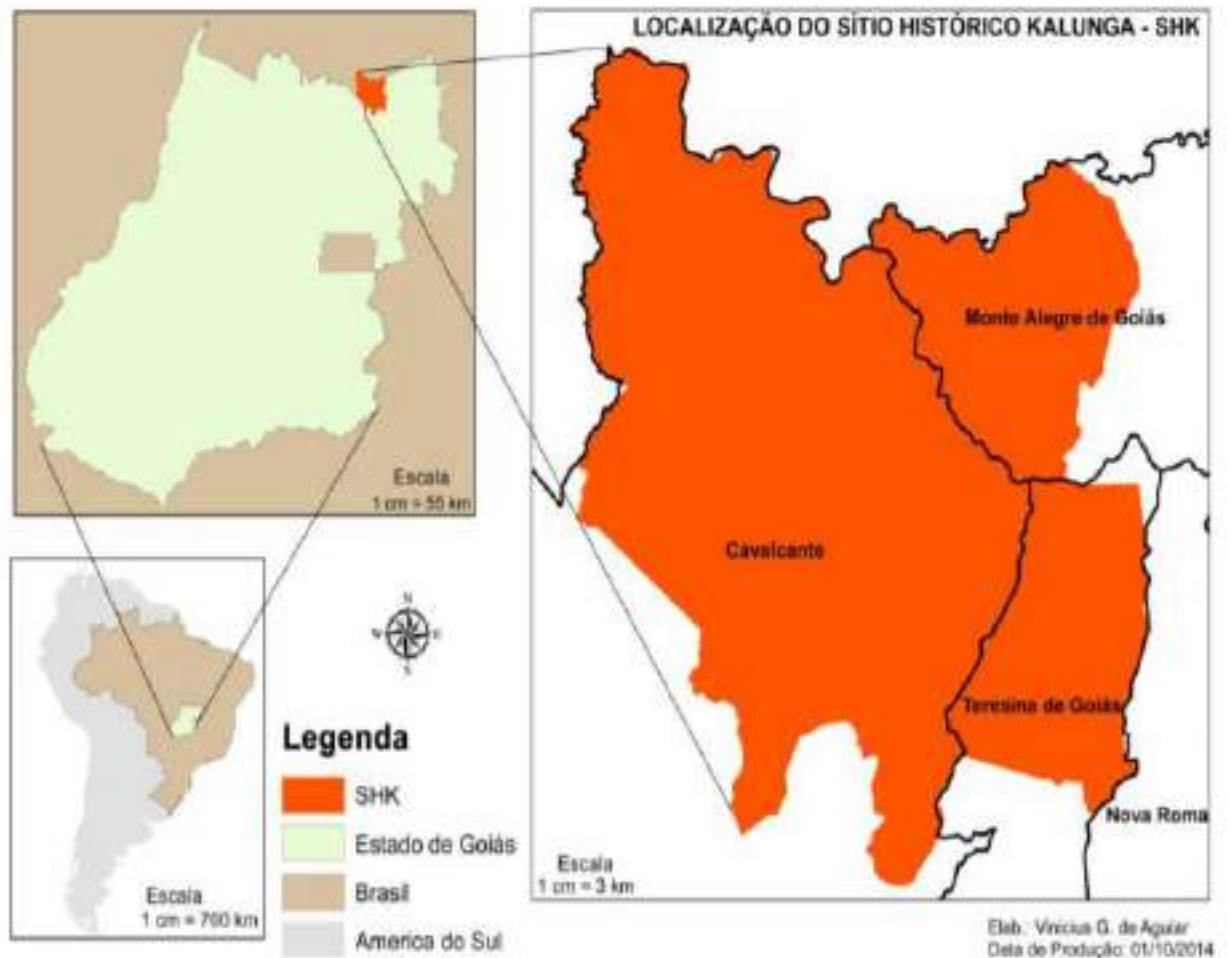 LOCALIZAÇÃO DO SÍTIO HISTÓRICO KALUNGA - SHK
Monte Alegre de Goiás
Cavalcante
Teresina de Goiás
Nova Roma
Escala
1 cm = 3 km
Escala
1 cm = 55 km
N
W E
S
Legenda
SHK
Estado de Goiás
Brasil
America do Sul
Escala
1 cm = 700 km
Elab.: Vinicius G. de Aguiar
Data de Produção: 01/10/2014